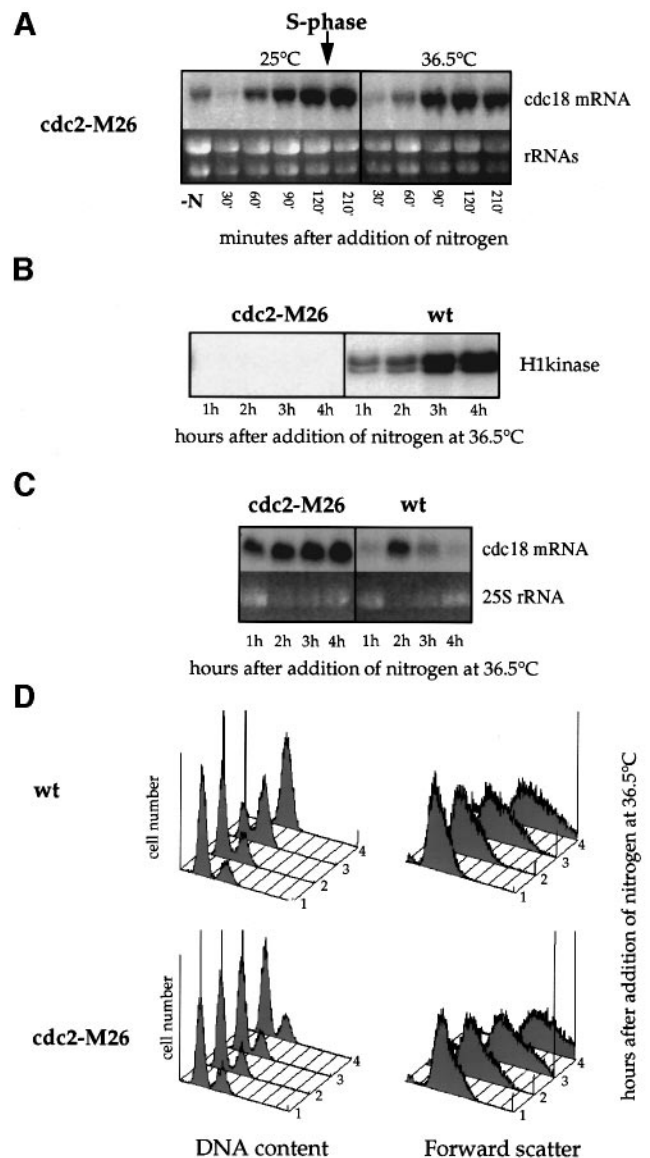 A
S-phase
25°C
36.5°C
cdc2-M26
cdc18 mRNA
rRNAs
-N 30' 60' 90' 120' 210' 30' 60' 90' 120' 210'
minutes after addition of nitrogen
B
cdc2-M26 wt
H1kinase
1h 2h 3h 4h 1h 2h 3h 4h
hours after addition of nitrogen at 36.5°C
C
cdc2-M26 wt
cdc18 mRNA
25S rRNA
1h 2h 3h 4h 1h 2h 3h 4h
hours after addition of nitrogen at 36.5°C
D
wt
cell number
1 2 3 4
1 2 3 4
cdc2-M26
cell number
1 2 3 4
1 2 3 4
hours after addition of nitrogen at 36.5°C
DNA content
Forward scatter